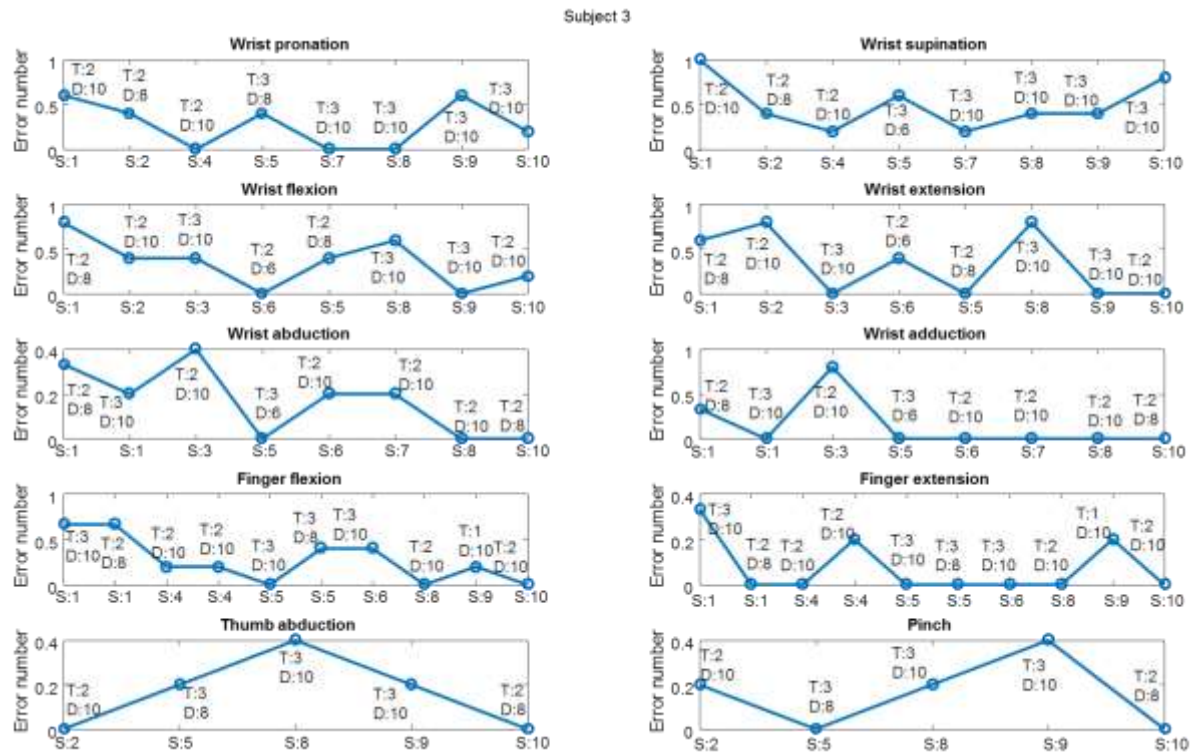 Subject 3
Wrist pronation
Error number
1
0.5
0
T:2
D:10
T:2
D:8
T:2
D:10
T:3
D:8
T:3
D:10
T:3
D:10
T:3
D:10
T:3
D:10
S:1 S:2 S:4 S:5 S:7 S:8 S:9 S:10
Wrist supination
Error number
1
0.5
0
T:2
D:10
T:2
D:8
T:2
D:10
T:3
D:6
T:3
D:10
T:3
D:10
T:3
D:10
T:3
D:10
S:1 S:2 S:4 S:5 S:7 S:8 S:9 S:10
Wrist flexion
Error number
1
0.5
0
T:2
D:8
T:2
D:10
T:3
D:10
T:2
D:6
T:2
D:8
T:3
D:10
T:3
D:10
T:2
D:10
S:1 S:2 S:3 S:6 S:5 S:8 S:9 S:10
Wrist extension
Error number
1
0.5
0
T:2
D:8
T:2
D:10
T:3
D:10
T:2
D:6
T:2
D:8
T:3
D:10
T:3
D:10
T:2
D:10
S:1 S:2 S:3 S:6 S:5 S:8 S:9 S:10
Wrist abduction
Error number
0.4
0.2
0
T:2
D:8
T:3
D:10
T:2
D:10
T:3
D:6
T:2
D:10
T:2
D:10
T:2
D:10
T:2
D:8
S:1 S:1 S:3 S:5 S:6 S:7 S:8 S:10
Wrist adduction
Error number
1
0.5
0
T:2
D:8
T:3
D:10
T:2
D:10
T:3
D:6
T:2
D:10
T:2
D:10
T:2
D:10
T:2
D:8
S:1 S:1 S:3 S:5 S:6 S:7 S:8 S:10
Finger flexion
Error number
1
0.5
0
T:3
D:10
T:2
D:8
T:2
D:10
T:2
D:10
T:3
D:10
T:3
D:8
T:3
D:10
T:2
D:10
T:1
D:10
T:2
D:10
S:1 S:1 S:4 S:4 S:5 S:5 S:6 S:8 S:9 S:10
Finger extension
Error number
0.4
0.2
0
T:3
D:10
T:2
D:8
T:2
D:10
T:2
D:10
T:3
D:10
T:3
D:8
T:3
D:10
T:2
D:10
T:1
D:10
T:2
D:10
S:1 S:1 S:4 S:4 S:5 S:5 S:6 S:8 S:9 S:10
Thumb abduction
Error number
0.4
0.2
0
T:2
D:10
T:3
D:8
T:3
D:10
T:3
D:10
T:2
D:8
S:2 S:5 S:8 S:9 S:10
Pinch
Error number
0.4
0.2
0
T:2
D:10
T:3
D:8
T:3
D:10
T:3
D:10
T:2
D:8
S:2 S:5 S:8 S:9 S:10